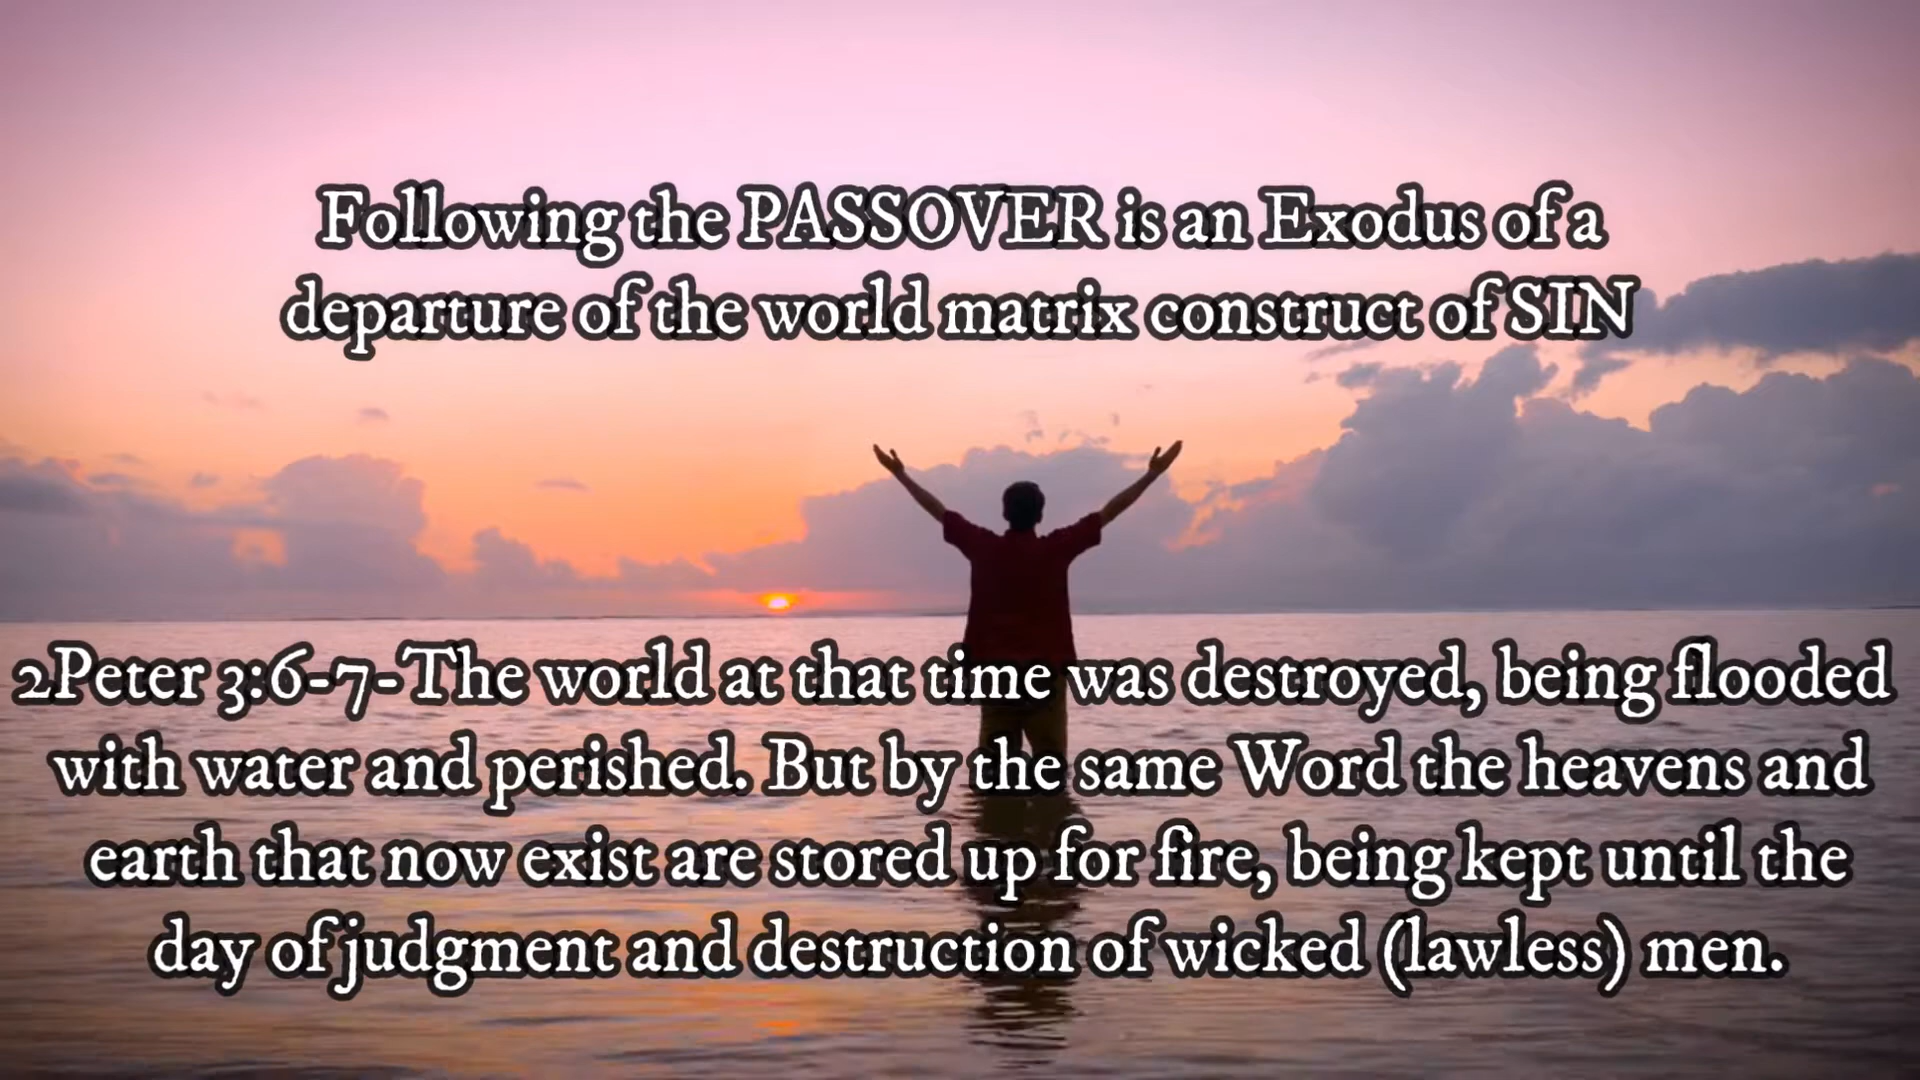 Following the PASSOVER is an Exodus of a
departure of the world matrix construct of SIN
2Peter 3:6-7-The world at that time was destroyed, being flooded
with water and perished. But by the same Word the heavens and
earth that now exist are stored up for fire, being kept until the
day of judgment and destruction of wicked (lawless) men.